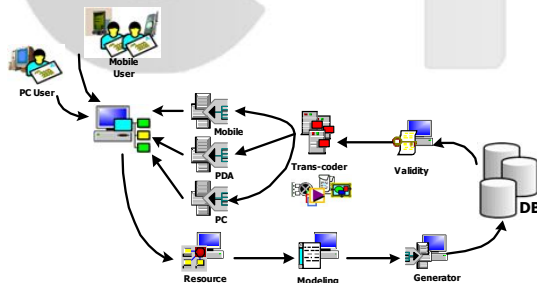 Mobile
User
PC User
Mobile
PDA
PC
Trans-coder
Validity
DB
Resource
Modeling
Generator